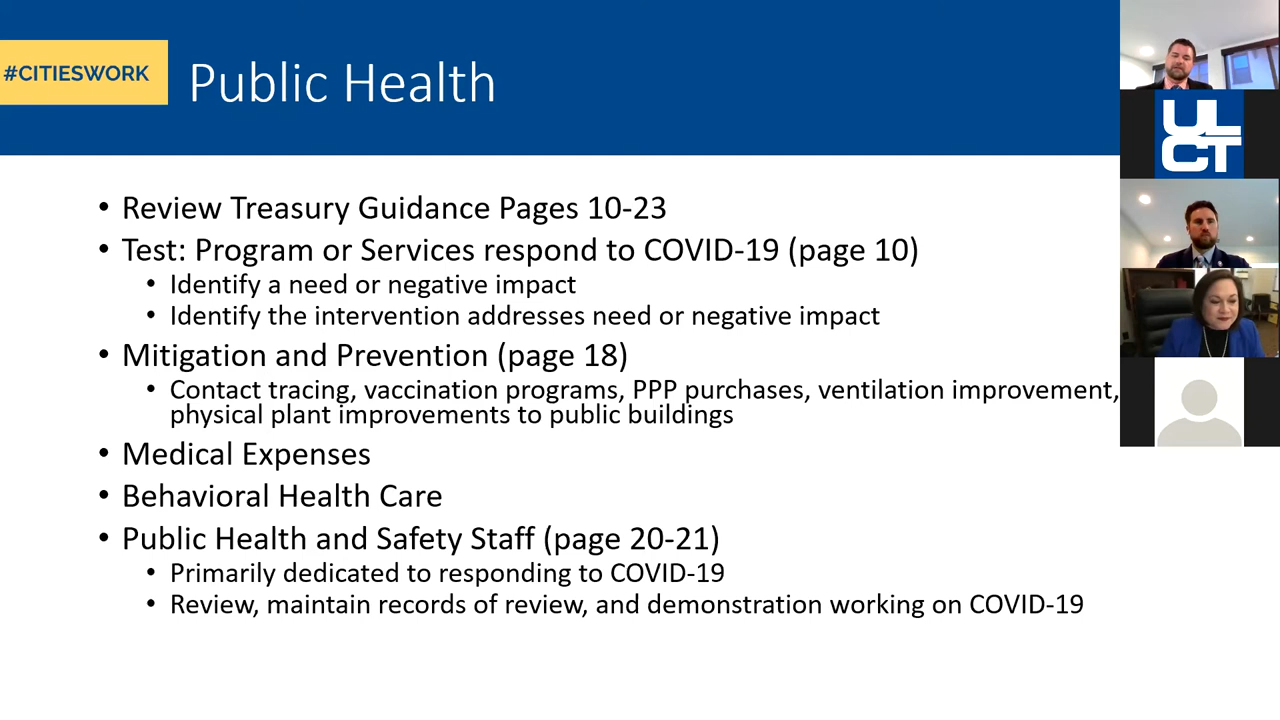 #CITIESWORK
Public Health
• Review Treasury Guidance Pages 10-23
• Test: Program or Services respond to COVID-19 (page 10)
• Identify a need or negative impact
• Identify the intervention addresses need or negative impact
• Mitigation and Prevention (page 18)
• Contact tracing, vaccination programs, PPP purchases, ventilation improvement,
physical plant improvements to public buildings
• Medical Expenses
• Behavioral Health Care
• Public Health and Safety Staff (page 20-21)
• Primarily dedicated to responding to COVID-19
• Review, maintain records of review, and demonstration working on COVID-19
UL
CT